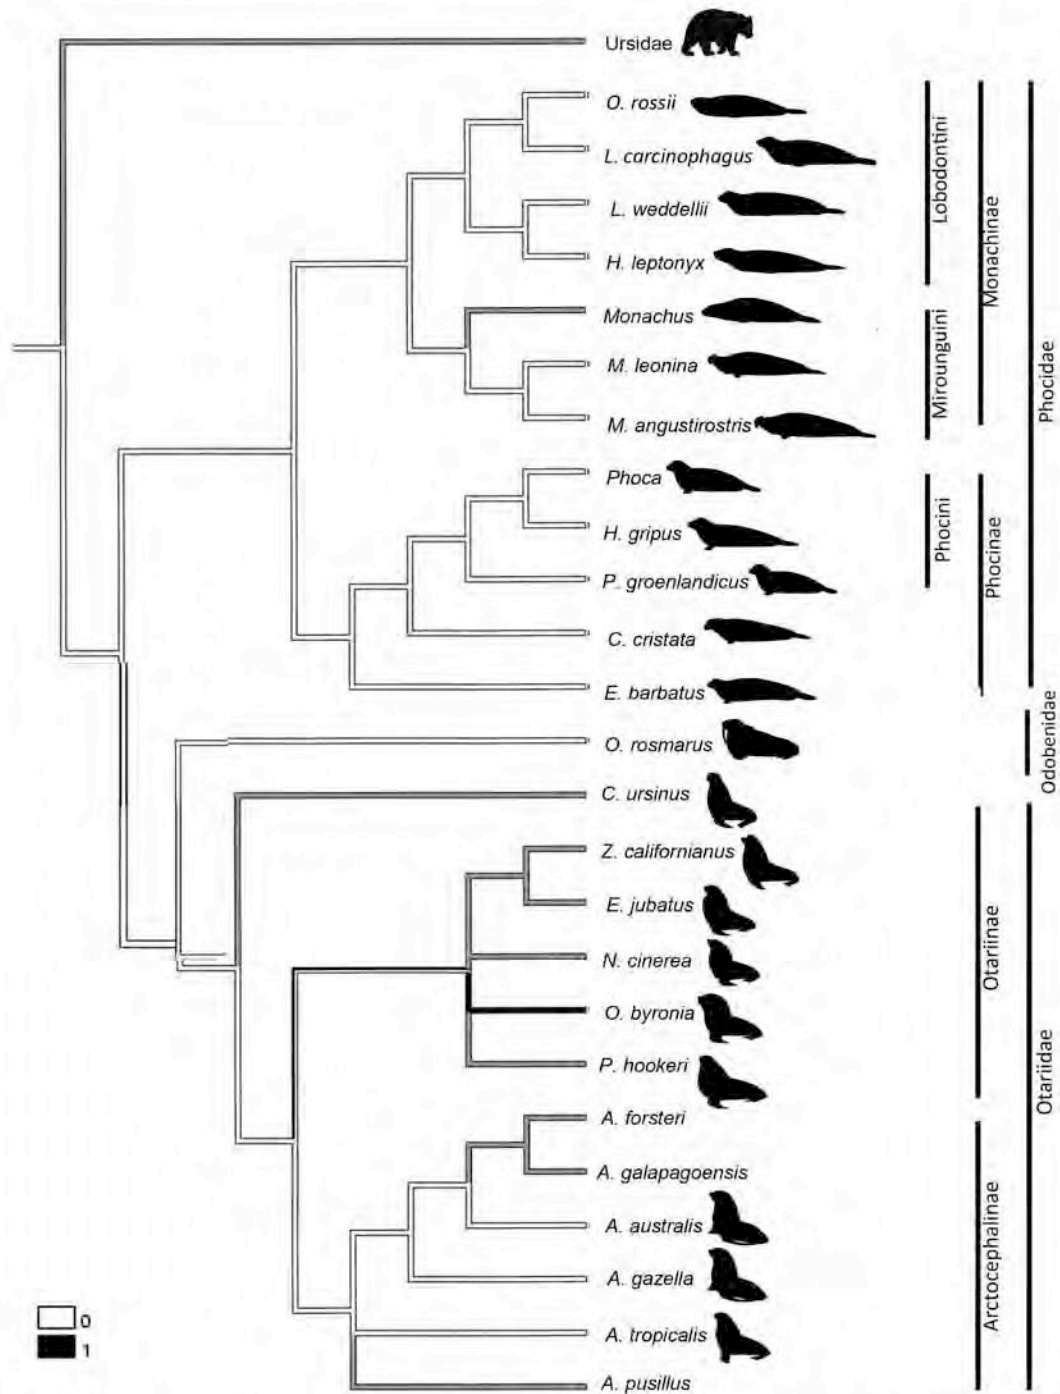 Ursidae
O. rossii
L. carcinophagus
L. weddellii
H. leptonyx
Monachus
M. leonina
M. angustirostris
Phoca
H. gripus
P. groenlandicus
C. cristata
E. barbatus
O. rosmarus
C. ursinus
Z. californianus
E. jubatus
N. cinerea
O. byronia
P. hookeri
A. forsteri
A. galapagoensis
A. australis
A. gazella
A. tropicalis
A. pusillus
Lobodontini
Mirounguini
Phocini
Monachinae
Phocinae
Otariinae
Arctocephalinae
Phocidae
Odobenidae
Otariidae
0
1